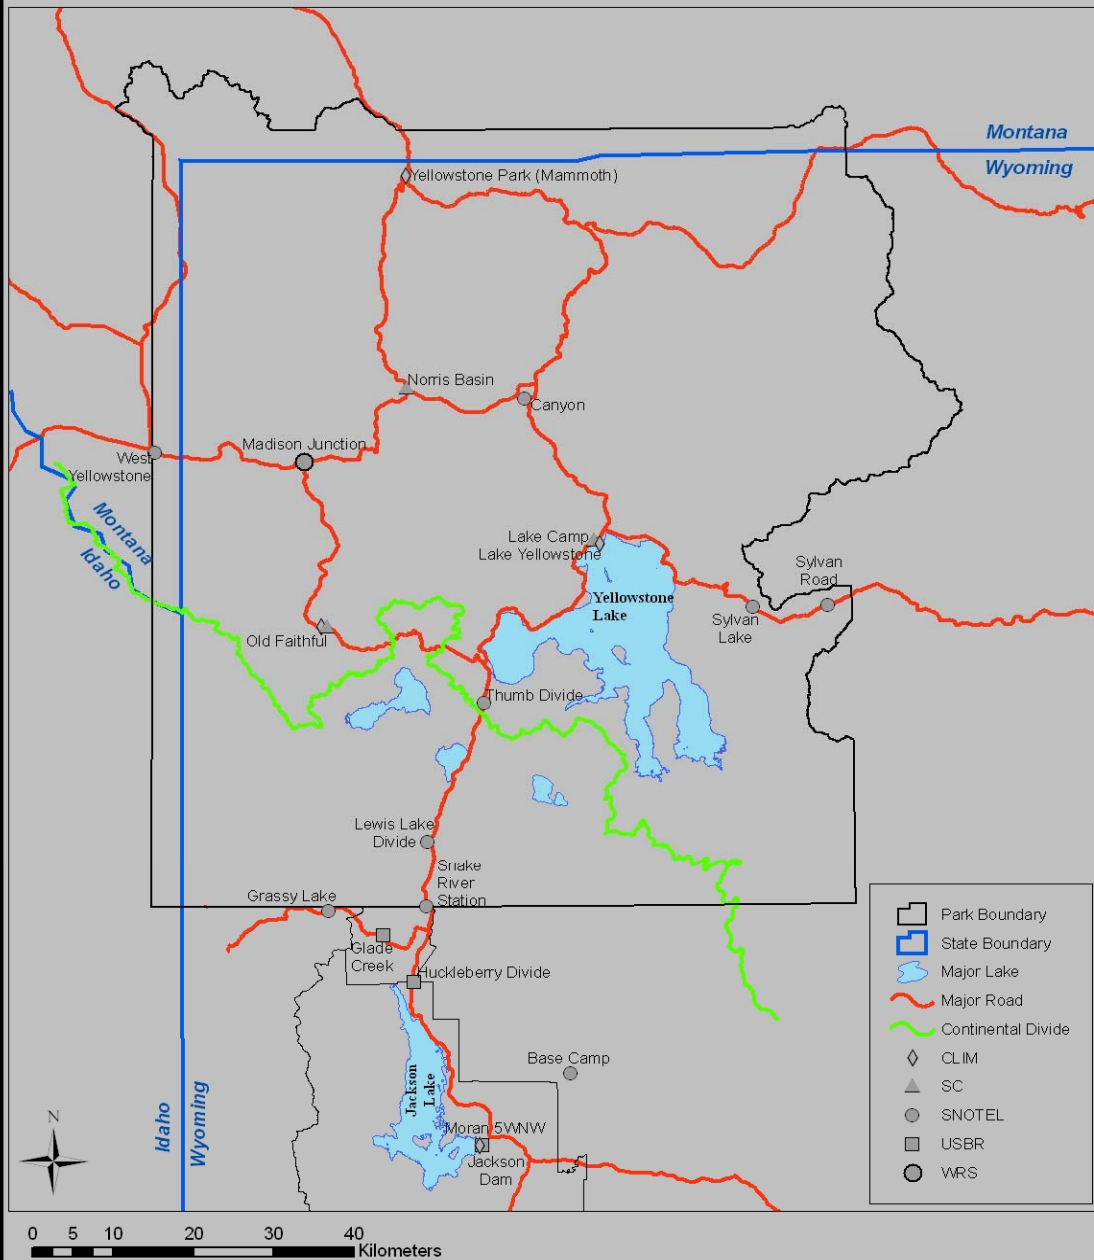 Montana
Wyoming
Yellowstone Park (Mammoth)
Norris Basin
Canyon
Madison Junction
West
Yellowstone
Montana
Idaho
Lake Camp
Lake Yellowstone
Yellowstone
Lake
Sylvan
Road
Sylvan
Lake
Old Faithful
Thumb Divide
Lewis Lake
Divide
Snake
River
Station
Grassy Lake
Glade
Creek
Huckleberry Divide
Base Camp
Jackson
Lake
Moran 5WNW
Jackson
Dam
Idaho
Wyoming
N
Park Boundary
State Boundary
Major Lake
Major Road
Continental Divide
CLIM
SC
SNOTEL
USBR
WRS
0 5 10 20 30 40
Kilometers